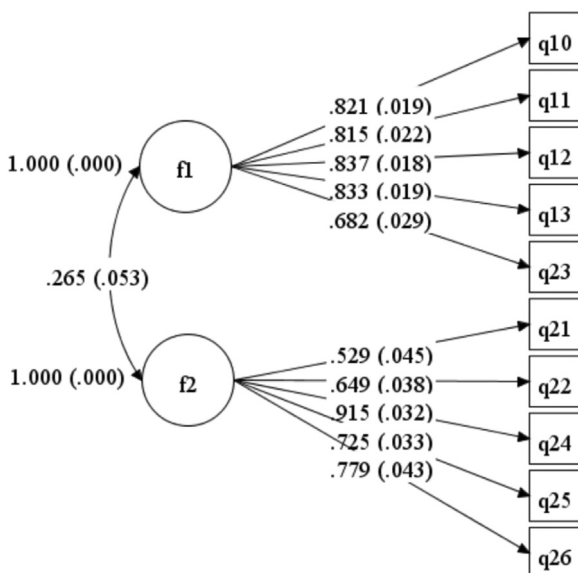 q10
.821 (.019)
q11
.815 (.022)
1.000 (.000)
f1
.837 (.018)
q12
.833 (.019)
q13
.682 (.029)
q23
.265 (.053)
q21
.529 (.045)
1.000 (.000)
f2
.649 (.038)
q22
.915 (.032)
q24
.725 (.033)
.779 (.043)
q25
q26